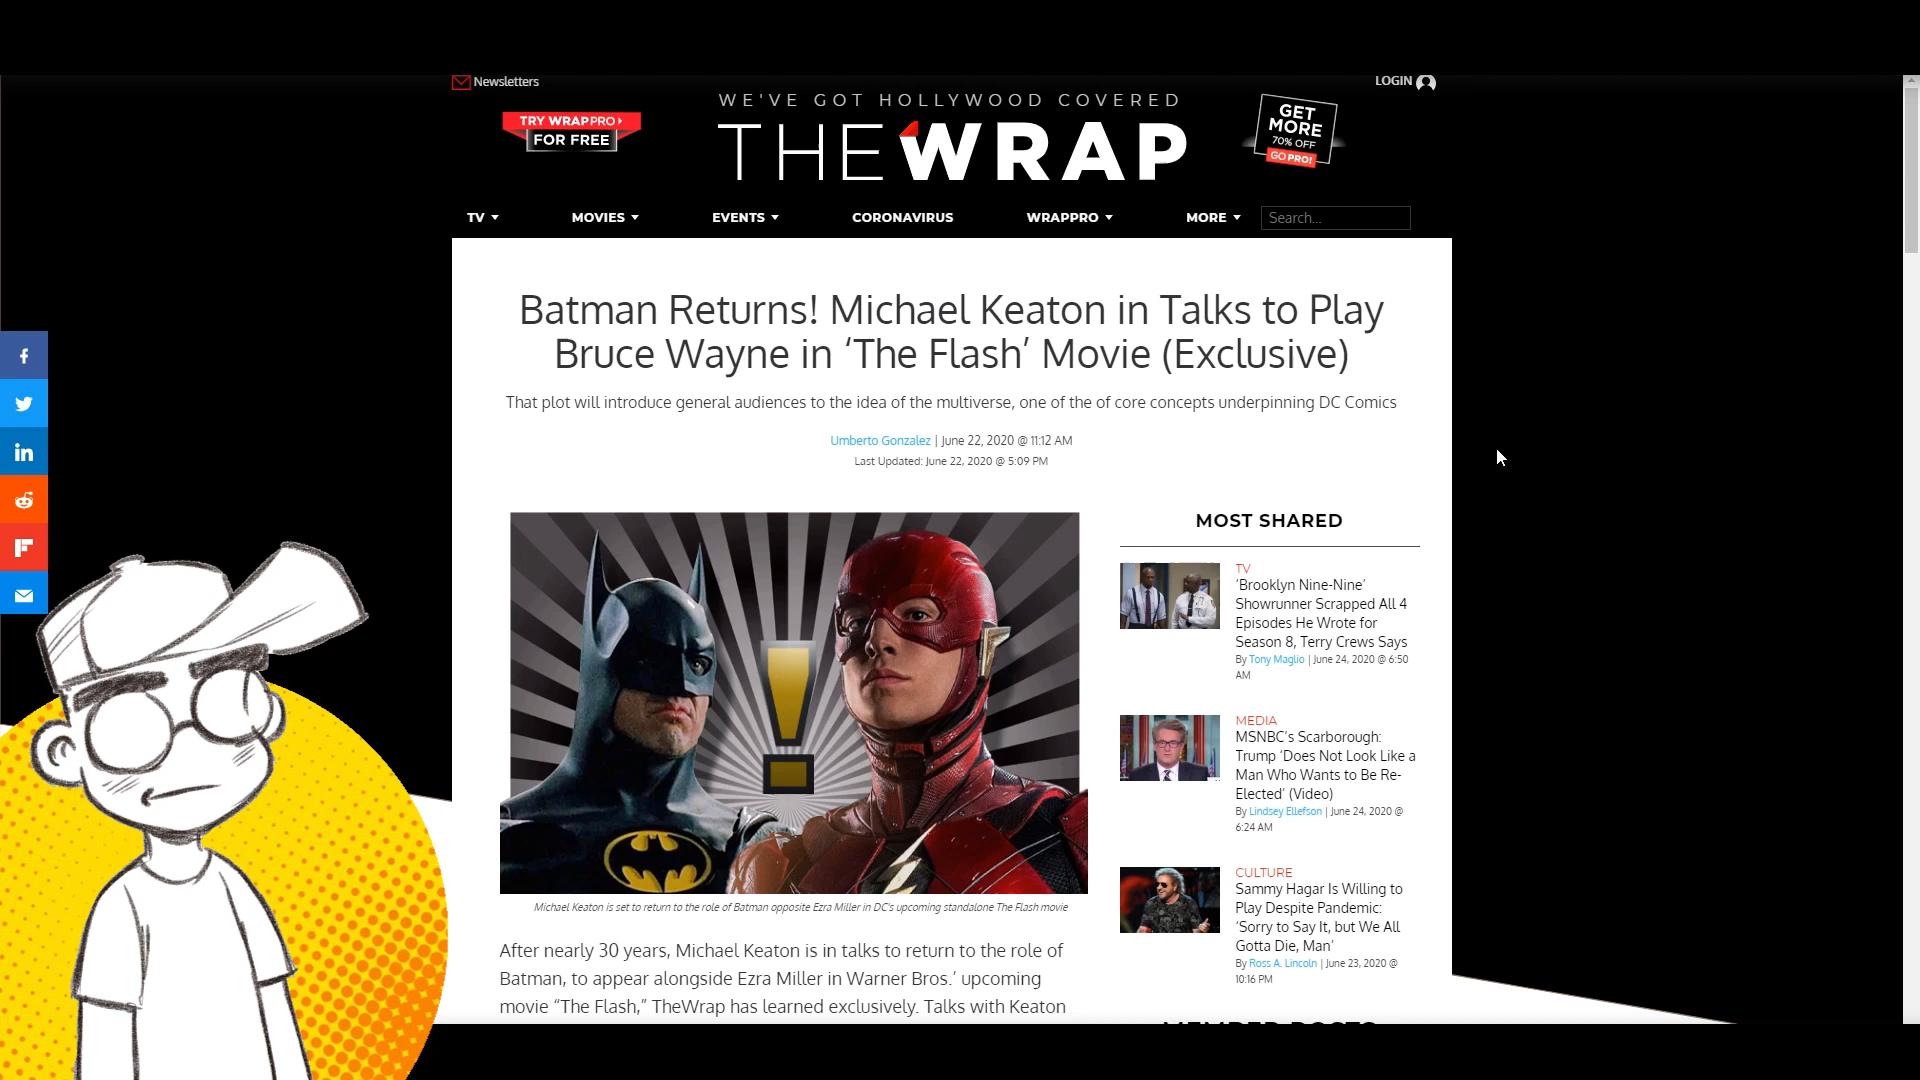 Newsletters
LOGIN
WE'VE GOT HOLLYWOOD COVERED
THEWRAP
TRY WRAPPRO
FOR FREE
GET
MORE
70% OFF
GO PRO!
TV
MOVIES
EVENTS
CORONAVIRUS
WRAPPRO
MORE
Search...
Batman Returns! Michael Keaton in Talks to Play
Bruce Wayne in ‘The Flash’ Movie (Exclusive)
That plot will introduce general audiences to the idea of the multiverse, one of the of core concepts underpinning DC Comics
Umberto Gonzalez | June 22, 2020 @ 11:12 AM
Last Updated: June 22, 2020 @ 5:09 PM
Michael Keaton is set to return to the role of Batman opposite Ezra Miller in DC's upcoming standalone The Flash movie
After nearly 30 years, Michael Keaton is in talks to return to the role of
Batman, to appear alongside Ezra Miller in Warner Bros.’ upcoming
movie “The Flash,” TheWrap has learned exclusively. Talks with Keaton
MOST SHARED
TV
‘Brooklyn Nine-Nine’
Showrunner Scrapped All 4
Episodes He Wrote for
Season 8, Terry Crews Says
By Tony Maglio | June 24, 2020 @ 6:50
AM
MEDIA
MSNBC’s Scarborough:
Trump ‘Does Not Look Like a
Man Who Wants to Be Re-
Elected’ (Video)
By Lindsey Ellefson | June 24, 2020 @
6:24 AM
CULTURE
Sammy Hagar Is Willing to
Play Despite Pandemic:
‘Sorry to Say It, but We All
Gotta Die, Man’
By Ross A. Lincoln | June 23, 2020 @
10:16 PM